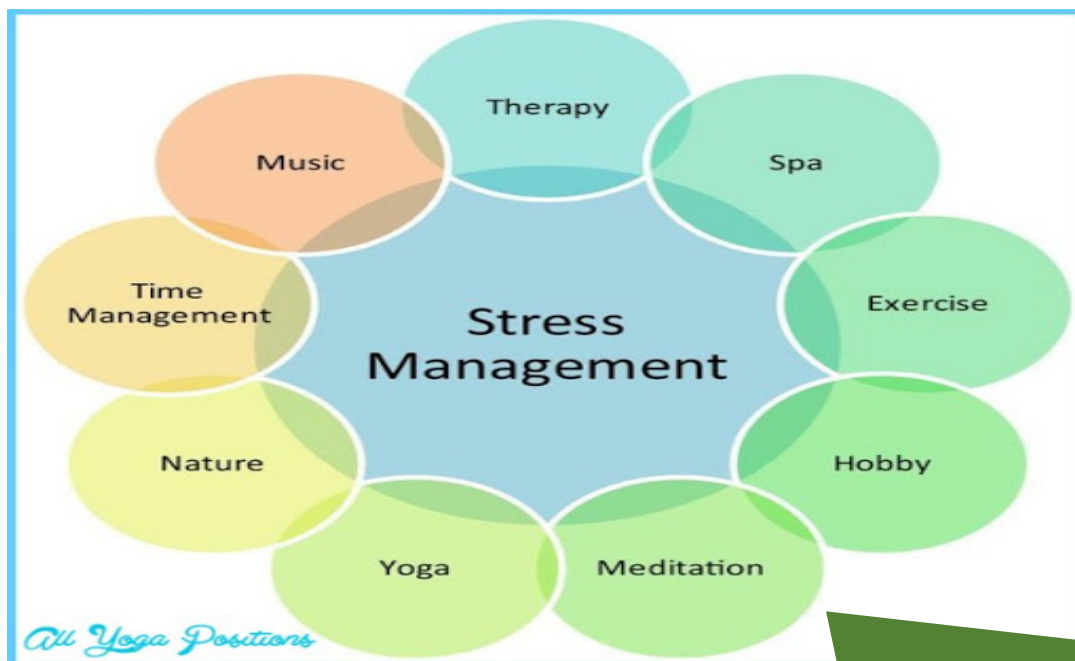 Therapy
Spa
Exercise
Hobby
Meditation
Yoga
Nature
Time
Management
Music
Stress
Management
All Yoga Positions